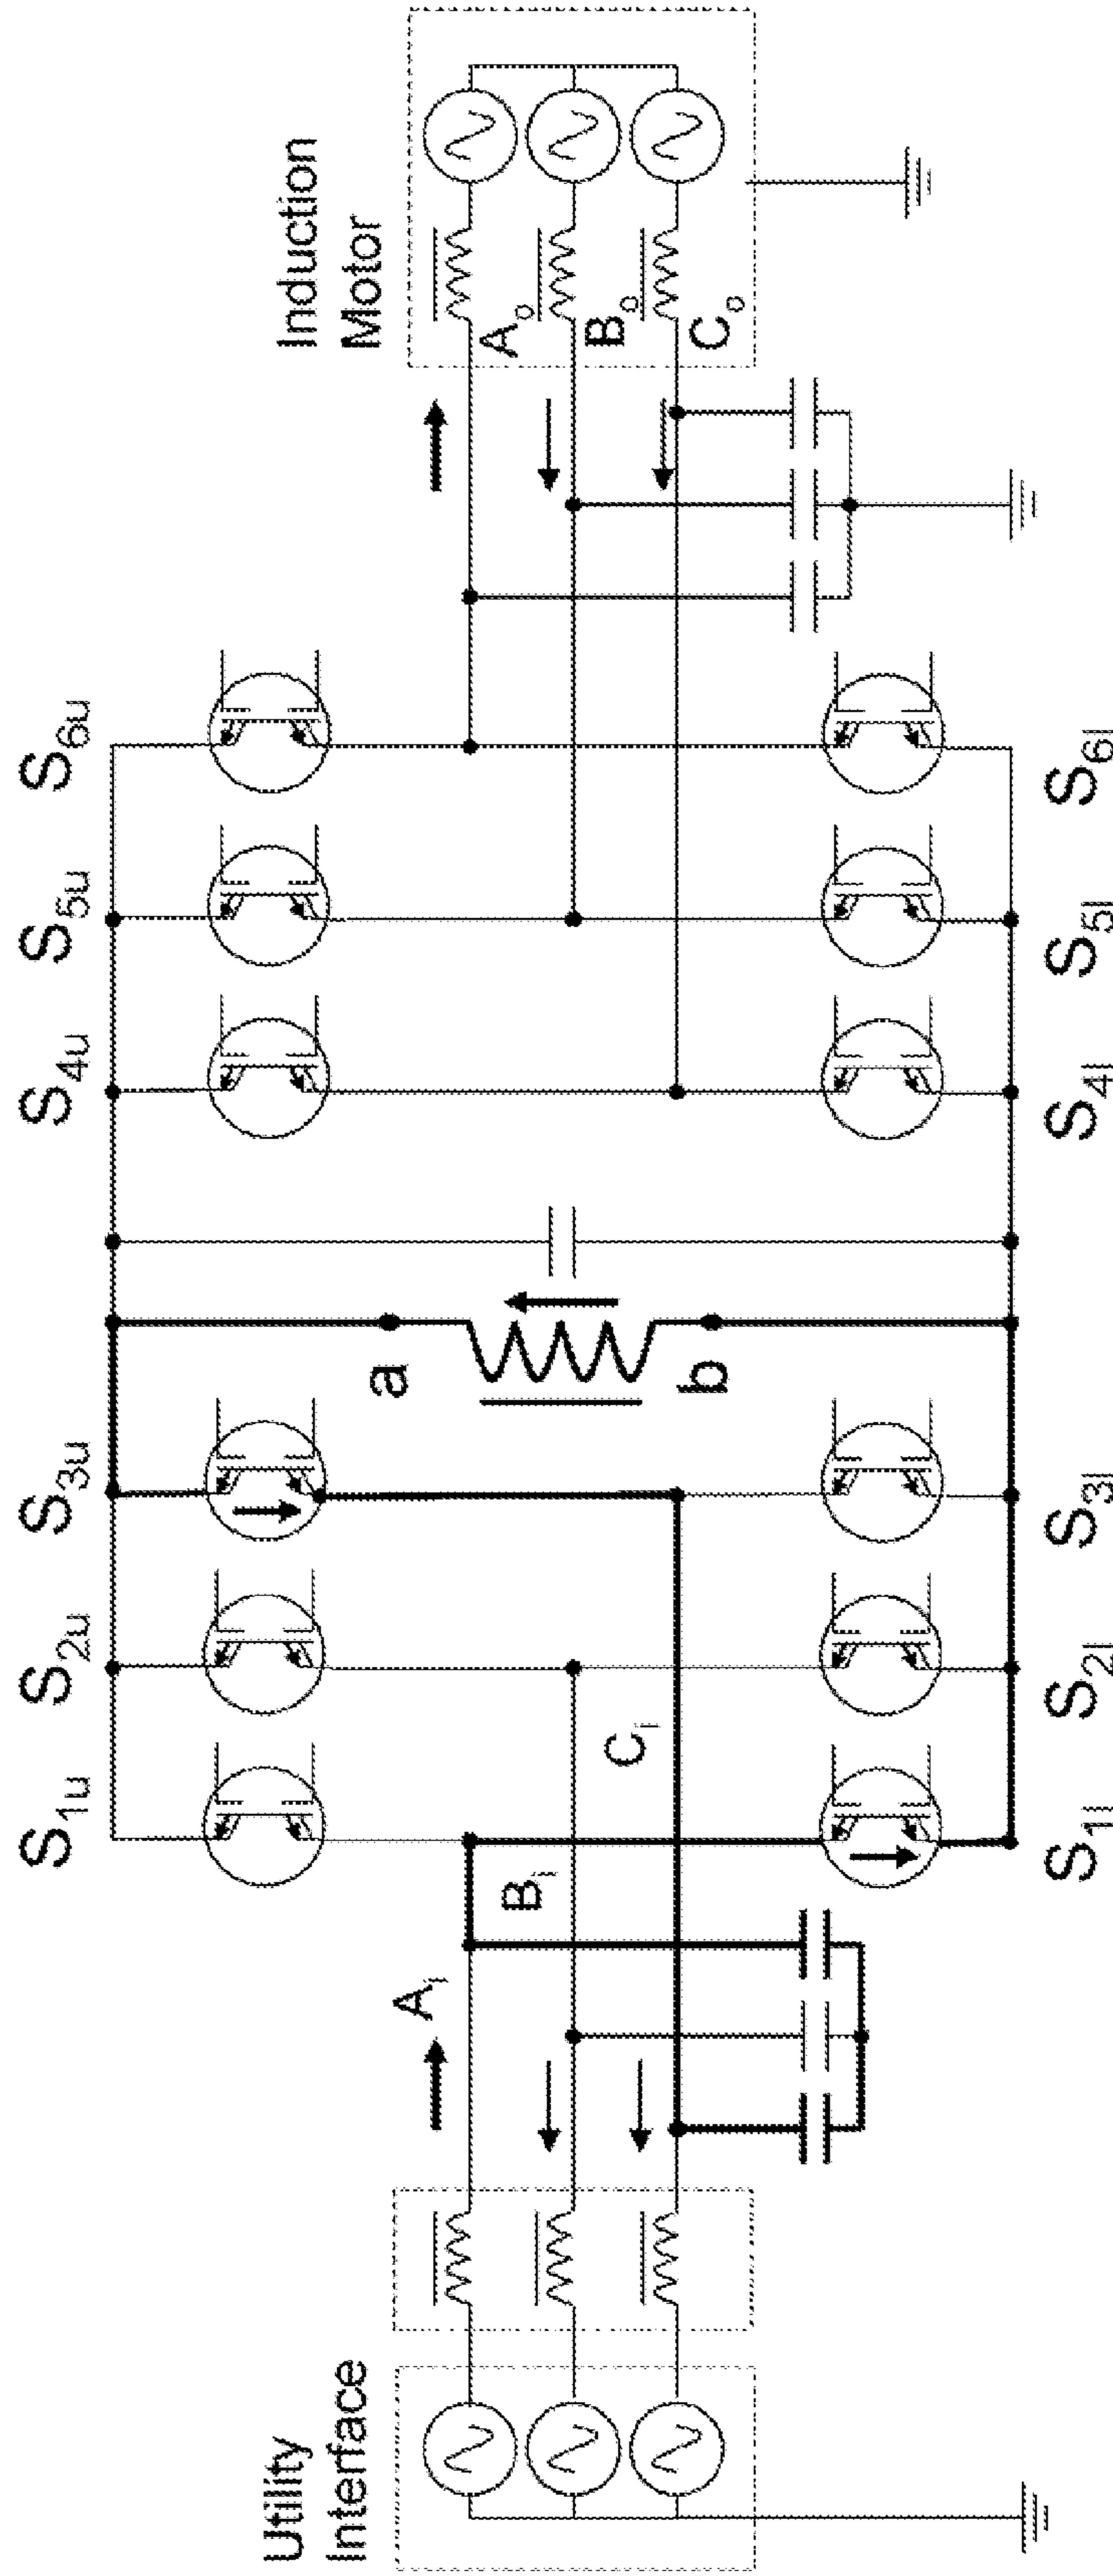 Utility
Interface
Induction
Motor
S1u
S2u
S3u
S4u
S5u
S6u
Ai
Bi
Ci
a
b
Ao
Bo
Co
S1l
S2l
S3l
S4l
S5l
S6l